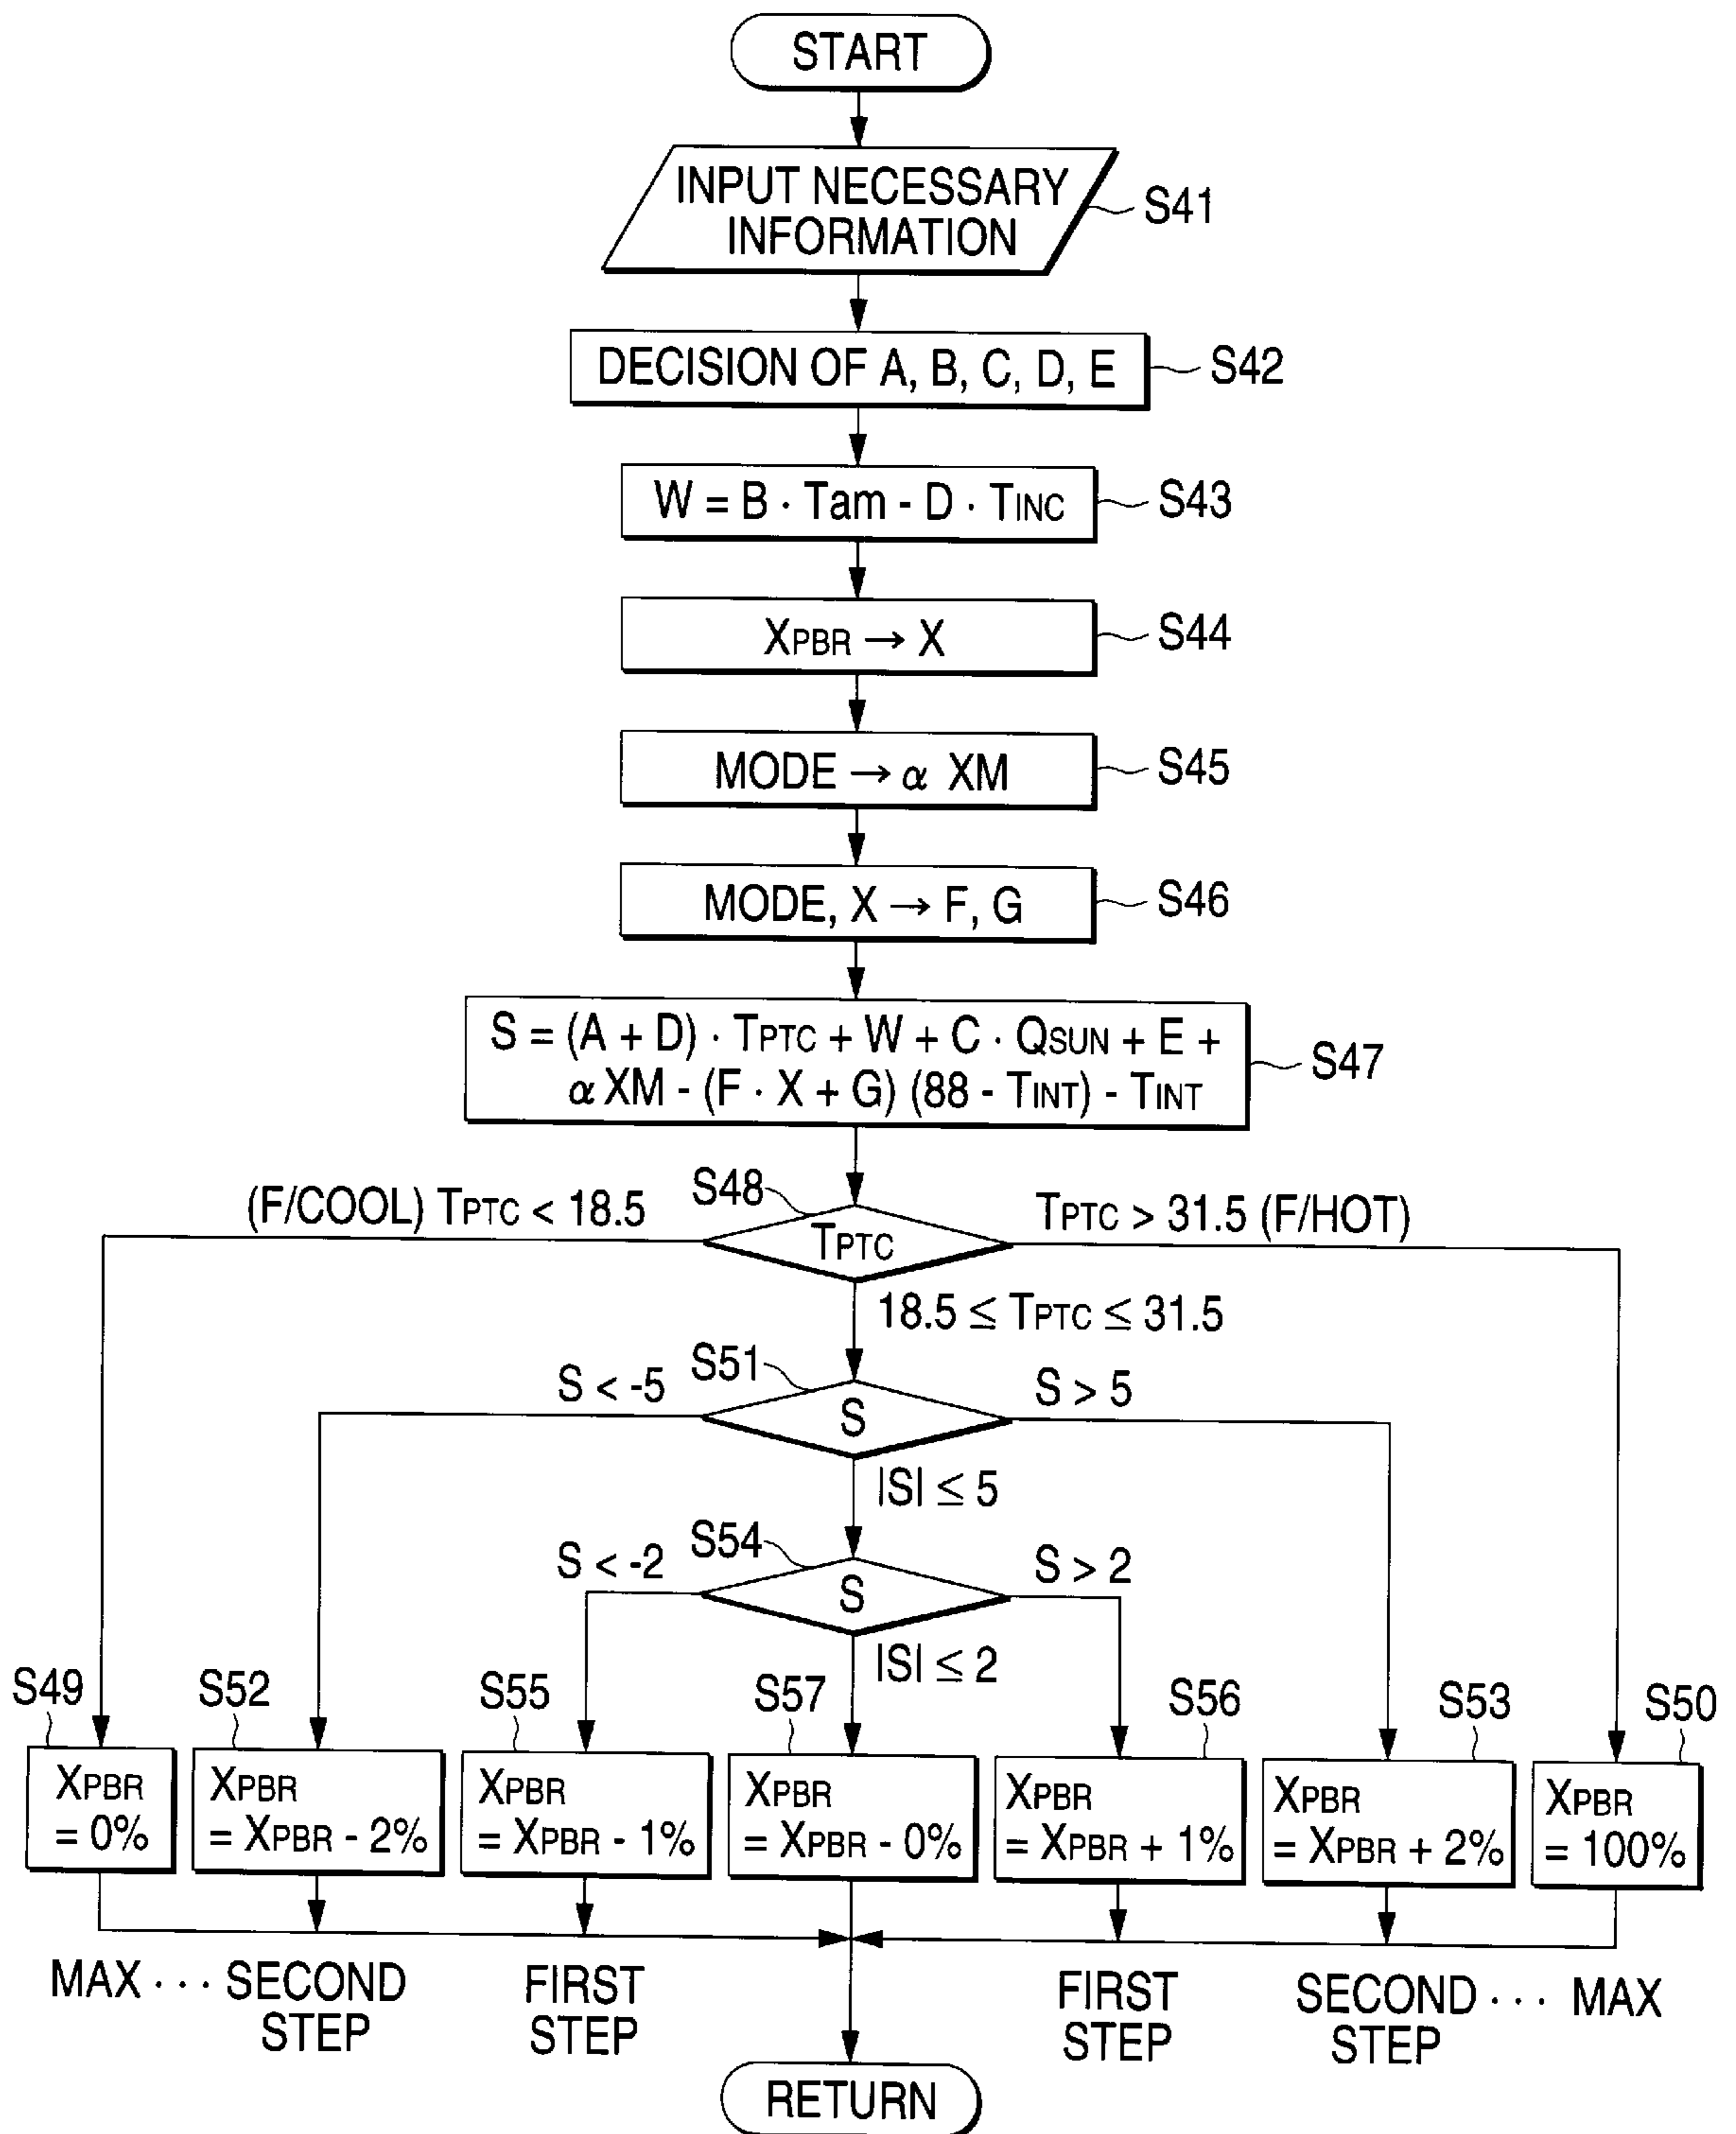 START
INPUT NECESSARY
INFORMATION
S41
DECISION OF A, B, C, D, E
S42
W = B · Tam - D · TINC
S43
XPBR → X
S44
MODE → α XM
S45
MODE, X → F, G
S46
S = (A + D) · TPTC + W + C · QSUN + E +
α XM - (F · X + G) (88 - TINT) - TINT
S47
S48
(F/COOL) TPTC < 18.5
TPTC
TPTC > 31.5 (F/HOT)
18.5 ≤ TPTC ≤ 31.5
S51
S < -5
S
S > 5
|S| ≤ 5
S54
S < -2
S
S > 2
|S| ≤ 2
S49
S52
S55
S57
S56
S53
S50
XPBR
= 0%
XPBR
= XPBR - 2%
XPBR
= XPBR - 1%
XPBR
= XPBR - 0%
XPBR
= XPBR + 1%
XPBR
= XPBR + 2%
XPBR
= 100%
MAX · · · SECOND
STEP
FIRST
STEP
FIRST
STEP
SECOND · · · MAX
STEP
RETURN